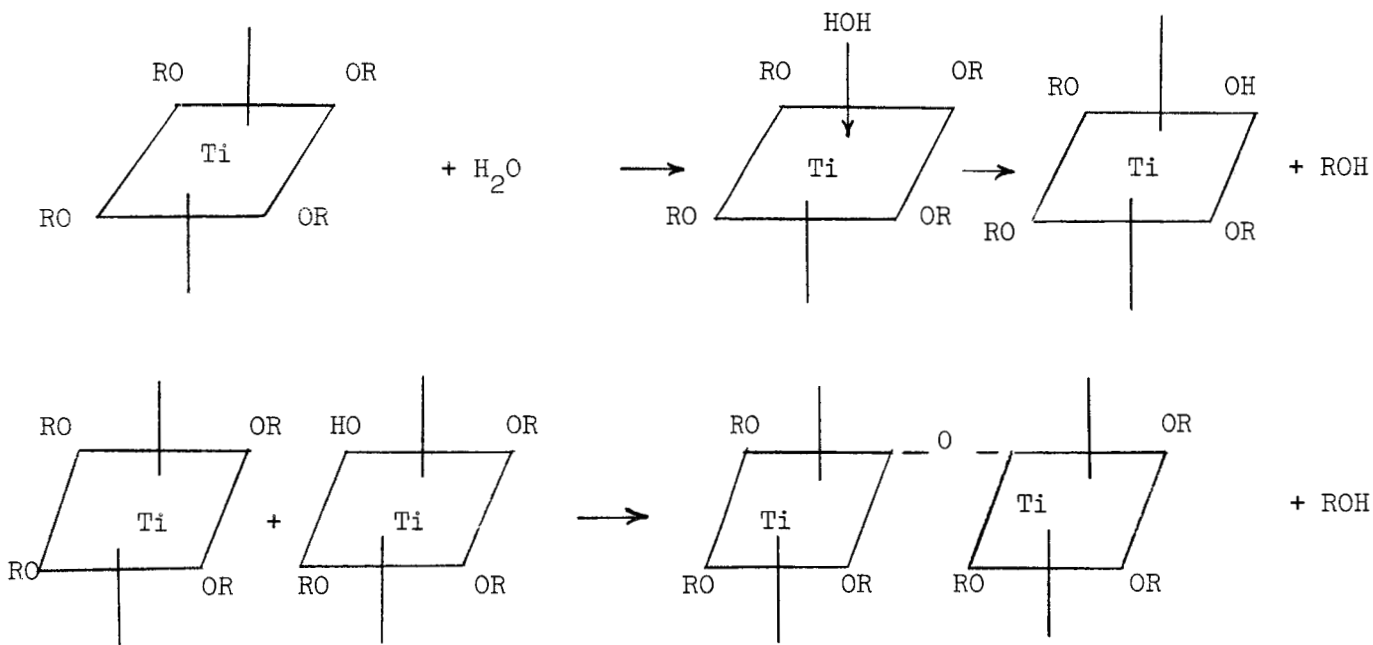 HOH
RO OR RO OR RO OH
Ti + H₂O Ti Ti + ROH
RO OR RO OR RO OR
RO OR HO OR RO O OR
Ti + Ti Ti Ti + ROH
RO OR RO OR RO OR RO OR